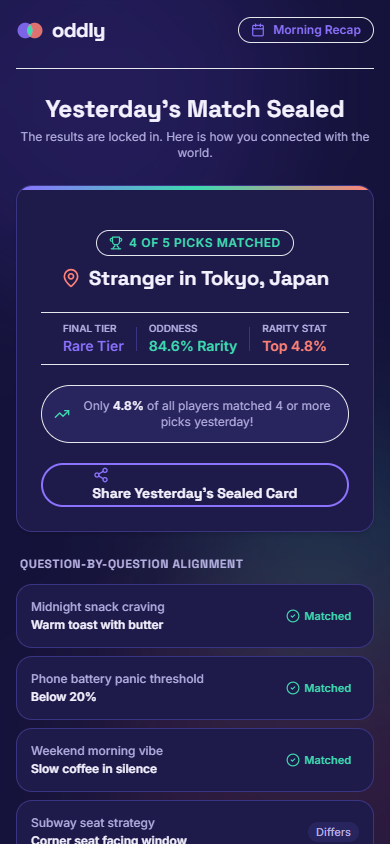 oddly
Morning Recap
Yesterday's Match Sealed
The results are locked in. Here is how you connected with the
world.
4 OF 5 PICKS MATCHED
Stranger in Tokyo, Japan
FINAL TIER
Rare Tier
ODDNESS
84.6% Rarity
RARITY STAT
Top 4.8%
Only 4.8% of all players matched 4 or more
picks yesterday!
Share Yesterday's Sealed Card
QUESTION-BY-QUESTION ALIGNMENT
Midnight snack craving
Warm toast with butter
Matched
Phone battery panic threshold
Below 20%
Matched
Weekend morning vibe
Slow coffee in silence
Matched
Subway seat strategy
Corner seat facing window
Differs